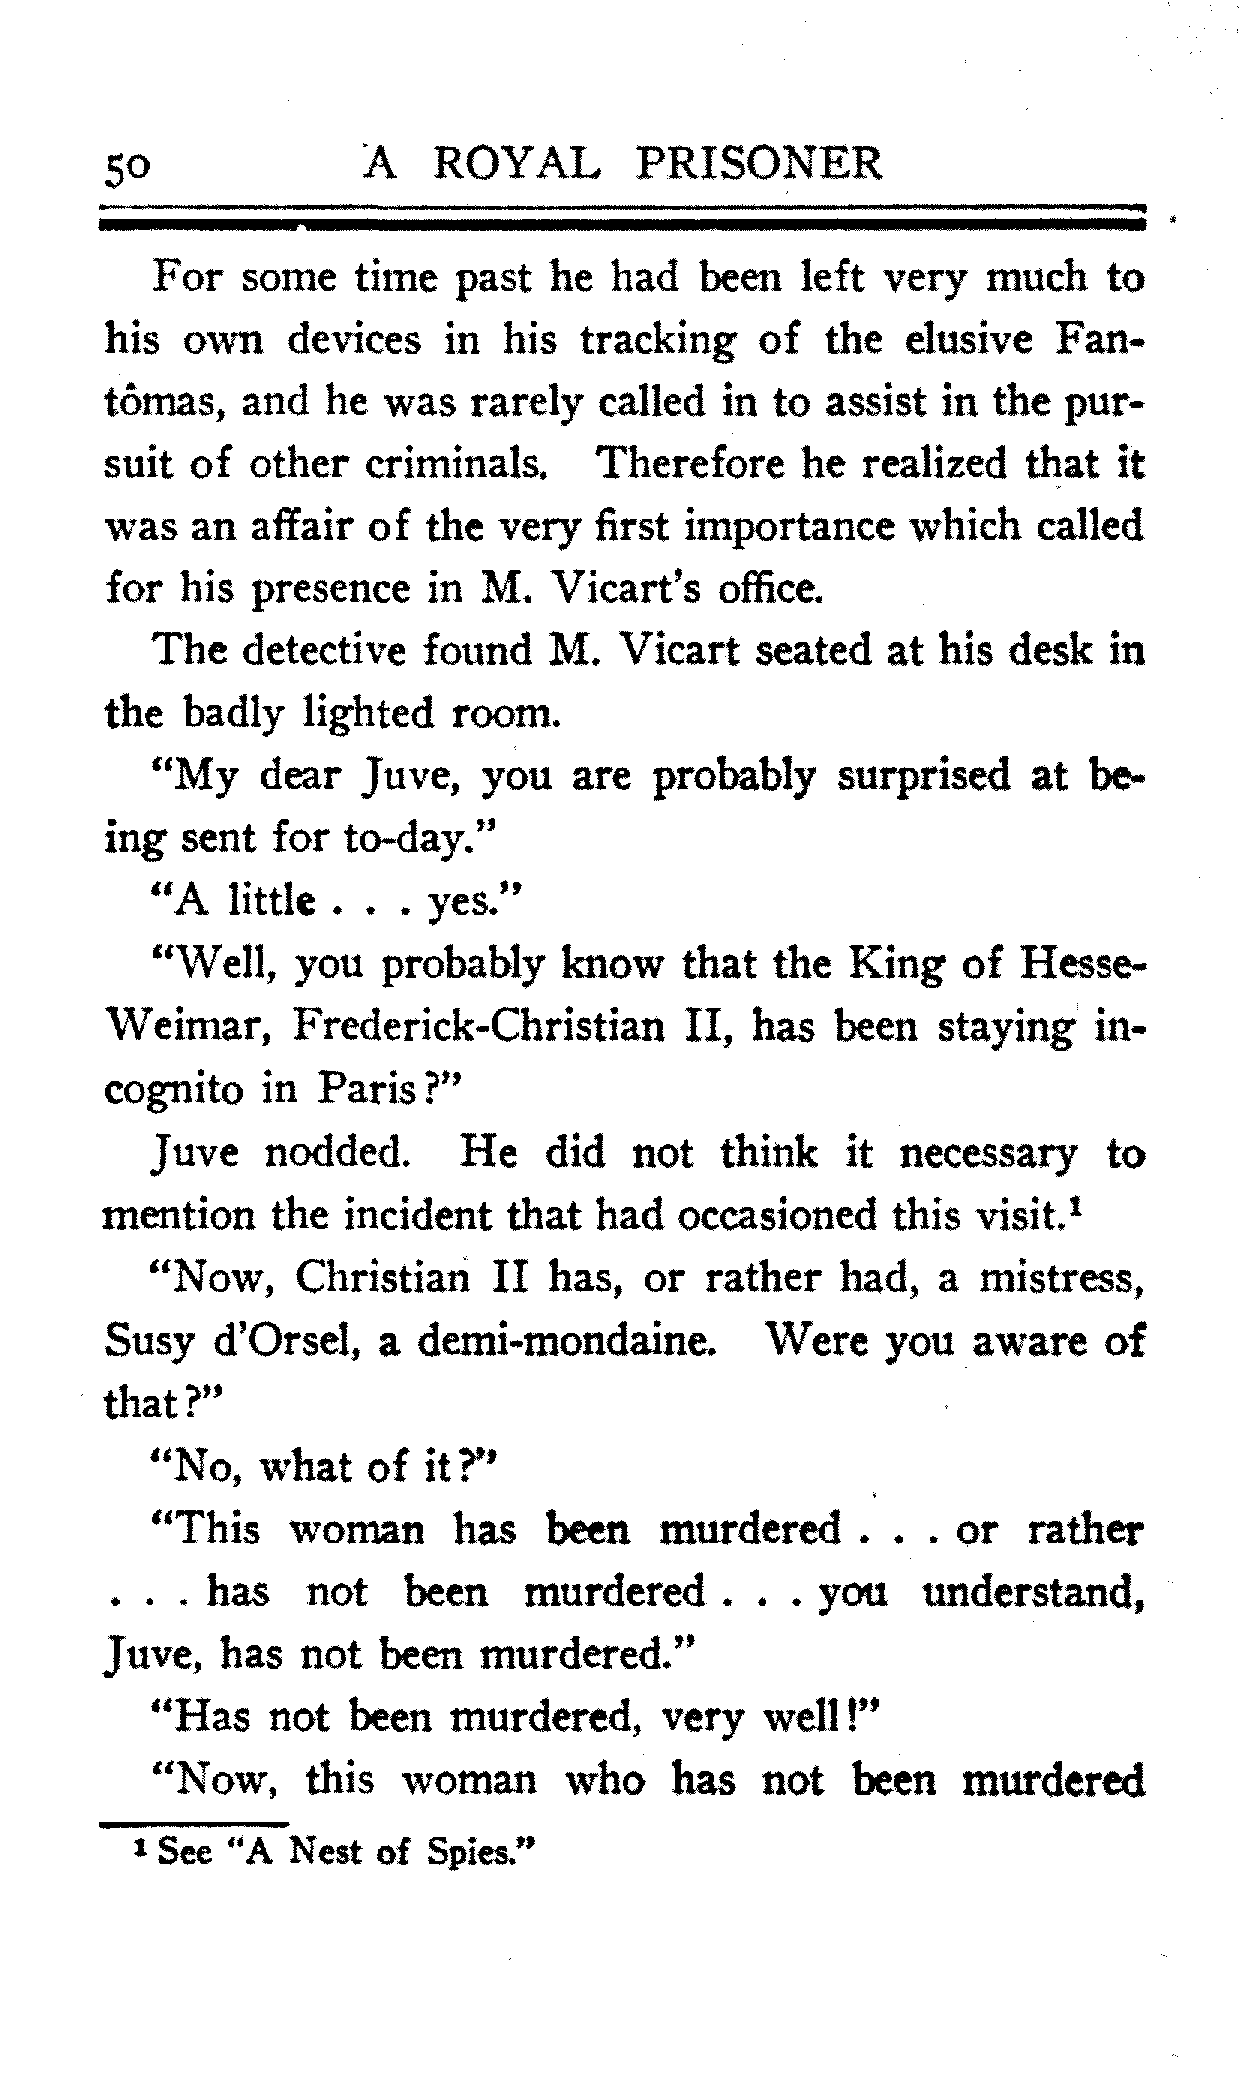 50 A ROYAL PRISONER
For some time past he had been left very much to
his own devices in his tracking of the elusive Fan-
tômas, and he was rarely called in to assist in the pur-
suit of other criminals. Therefore he realized that it
was an affair of the very first importance which called
for his presence in M. Vicart's office.
The detective found M. Vicart seated at his desk in
the badly lighted room.
"My dear Juve, you are probably surprised at be-
ing sent for to-day."
"A little . . . yes."
"Well, you probably know that the King of Hesse-
Weimar, Frederick-Christian II, has been staying in-
cognito in Paris?"
Juve nodded. He did not think it necessary to
mention the incident that had occasioned this visit.¹
"Now, Christian II has, or rather had, a mistress,
Susy d'Orsel, a demi-mondaine. Were you aware of
that?"
"No, what of it?"
"This woman has been murdered . . . or rather
. . . has not been murdered . . . you understand,
Juve, has not been murdered."
"Has not been murdered, very well!"
"Now, this woman who has not been murdered
¹ See "A Nest of Spies."